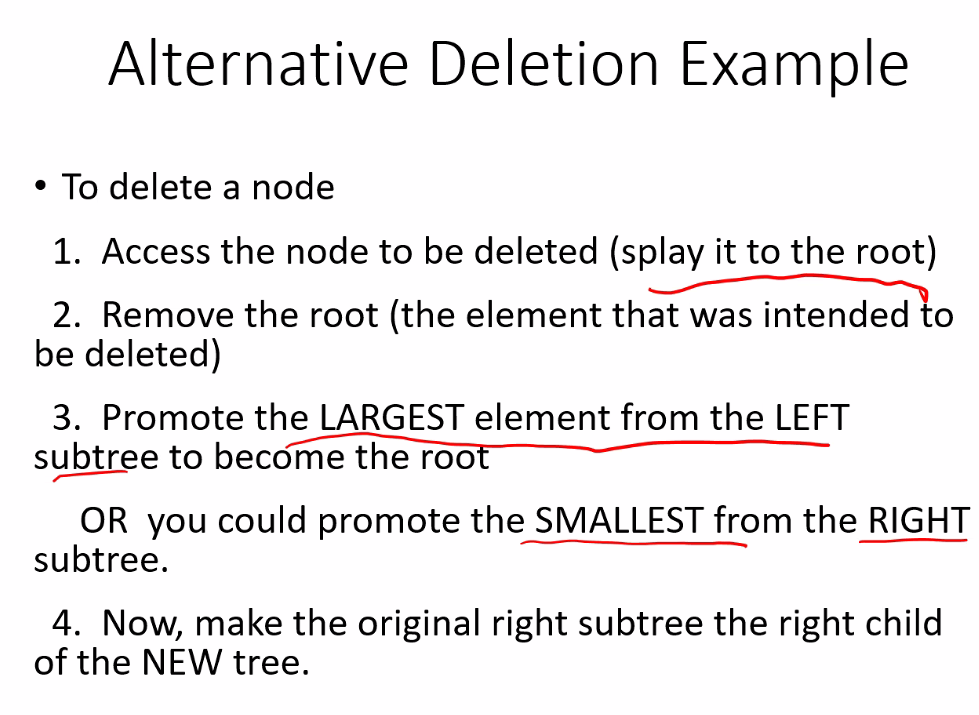 Alternative Deletion Example
• To delete a node
1. Access the node to be deleted (splay it to the root)
2. Remove the root (the element that was intended to
be deleted)
3. Promote the LARGEST element from the LEFT
subtree to become the root
OR you could promote the SMALLEST from the RIGHT
subtree.
4. Now, make the original right subtree the right child
of the NEW tree.